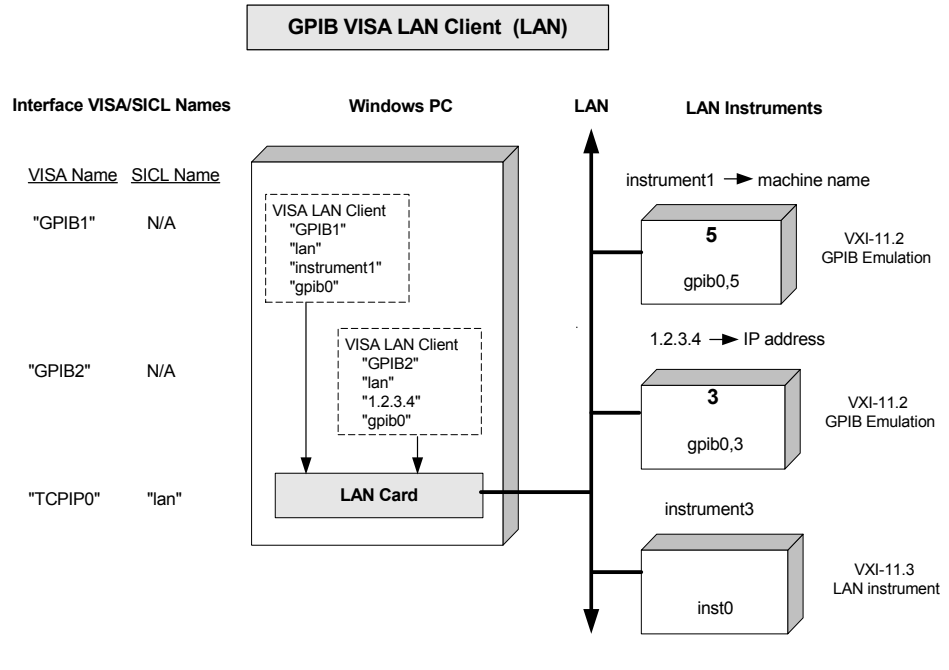 GPIB VISA LAN Client (LAN)
Interface VISA/SICL Names
Windows PC
LAN
LAN Instruments
VISA Name SICL Name
"GPIB1" N/A
"GPIB2" N/A
"TCPIP0" "lan"
VISA LAN Client
"GPIB1"
"lan"
"instrument1"
"gpib0"
VISA LAN Client
"GPIB2"
"lan"
"1.2.3.4"
"gpib0"
LAN Card
instrument1 → machine name
5
gpib0,5
VXI-11.2
GPIB Emulation
1.2.3.4 → IP address
3
gpib0,3
VXI-11.2
GPIB Emulation
instrument3
inst0
VXI-11.3
LAN instrument